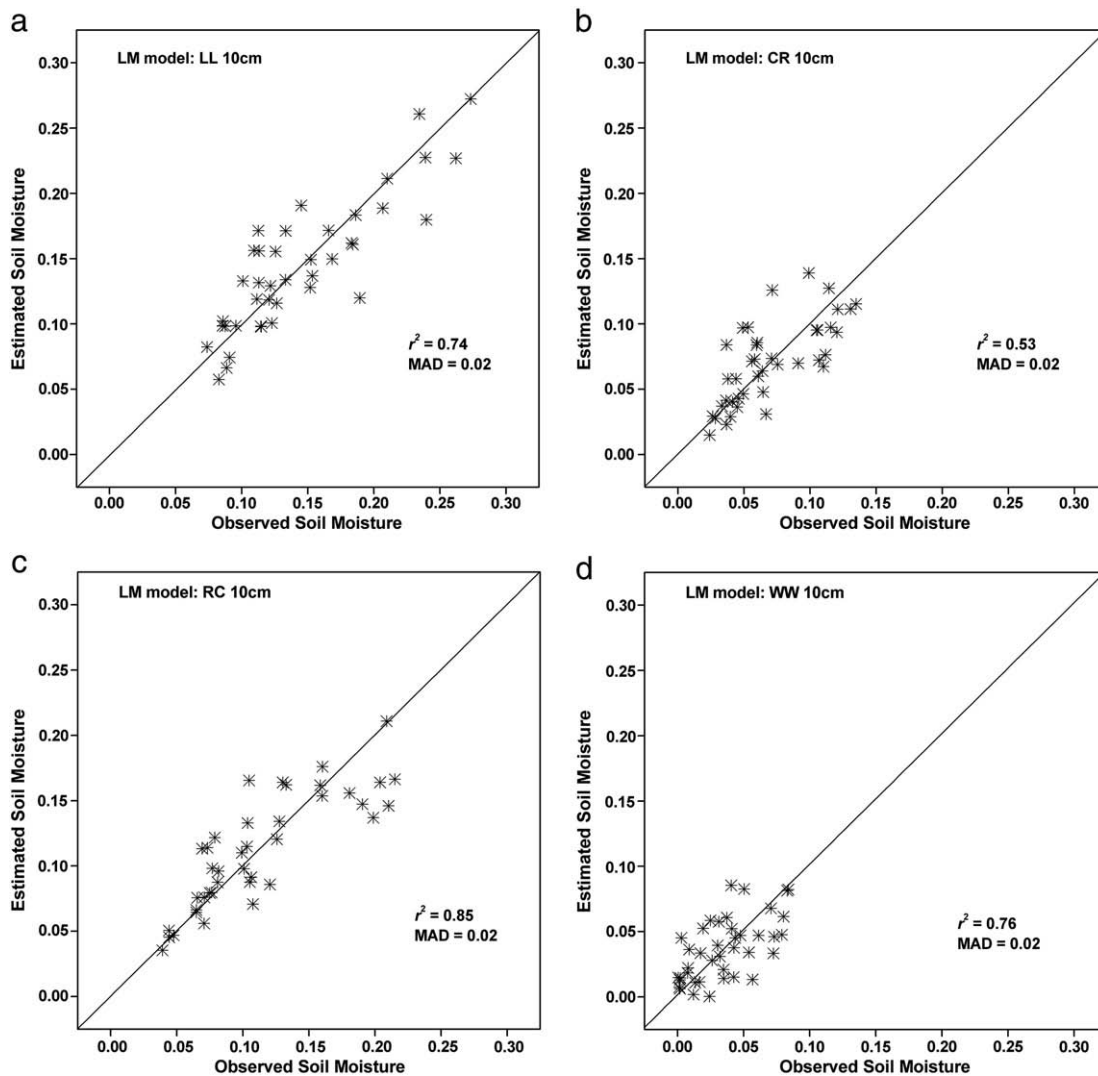 a
LM model: LL 10cm
0.30
0.25
0.20
0.15
0.10
0.05
0.00
Estimated Soil Moisture
r² = 0.74
MAD = 0.02
0.00 0.05 0.10 0.15 0.20 0.25 0.30
Observed Soil Moisture
b
LM model: CR 10cm
0.30
0.25
0.20
0.15
0.10
0.05
0.00
Estimated Soil Moisture
r² = 0.53
MAD = 0.02
0.00 0.05 0.10 0.15 0.20 0.25 0.30
Observed Soil Moisture
c
LM model: RC 10cm
0.30
0.25
0.20
0.15
0.10
0.05
0.00
Estimated Soil Moisture
r² = 0.85
MAD = 0.02
0.00 0.05 0.10 0.15 0.20 0.25 0.30
Observed Soil Moisture
d
LM model: WW 10cm
0.30
0.25
0.20
0.15
0.10
0.05
0.00
Estimated Soil Moisture
r² = 0.76
MAD = 0.02
0.00 0.05 0.10 0.15 0.20 0.25 0.30
Observed Soil Moisture